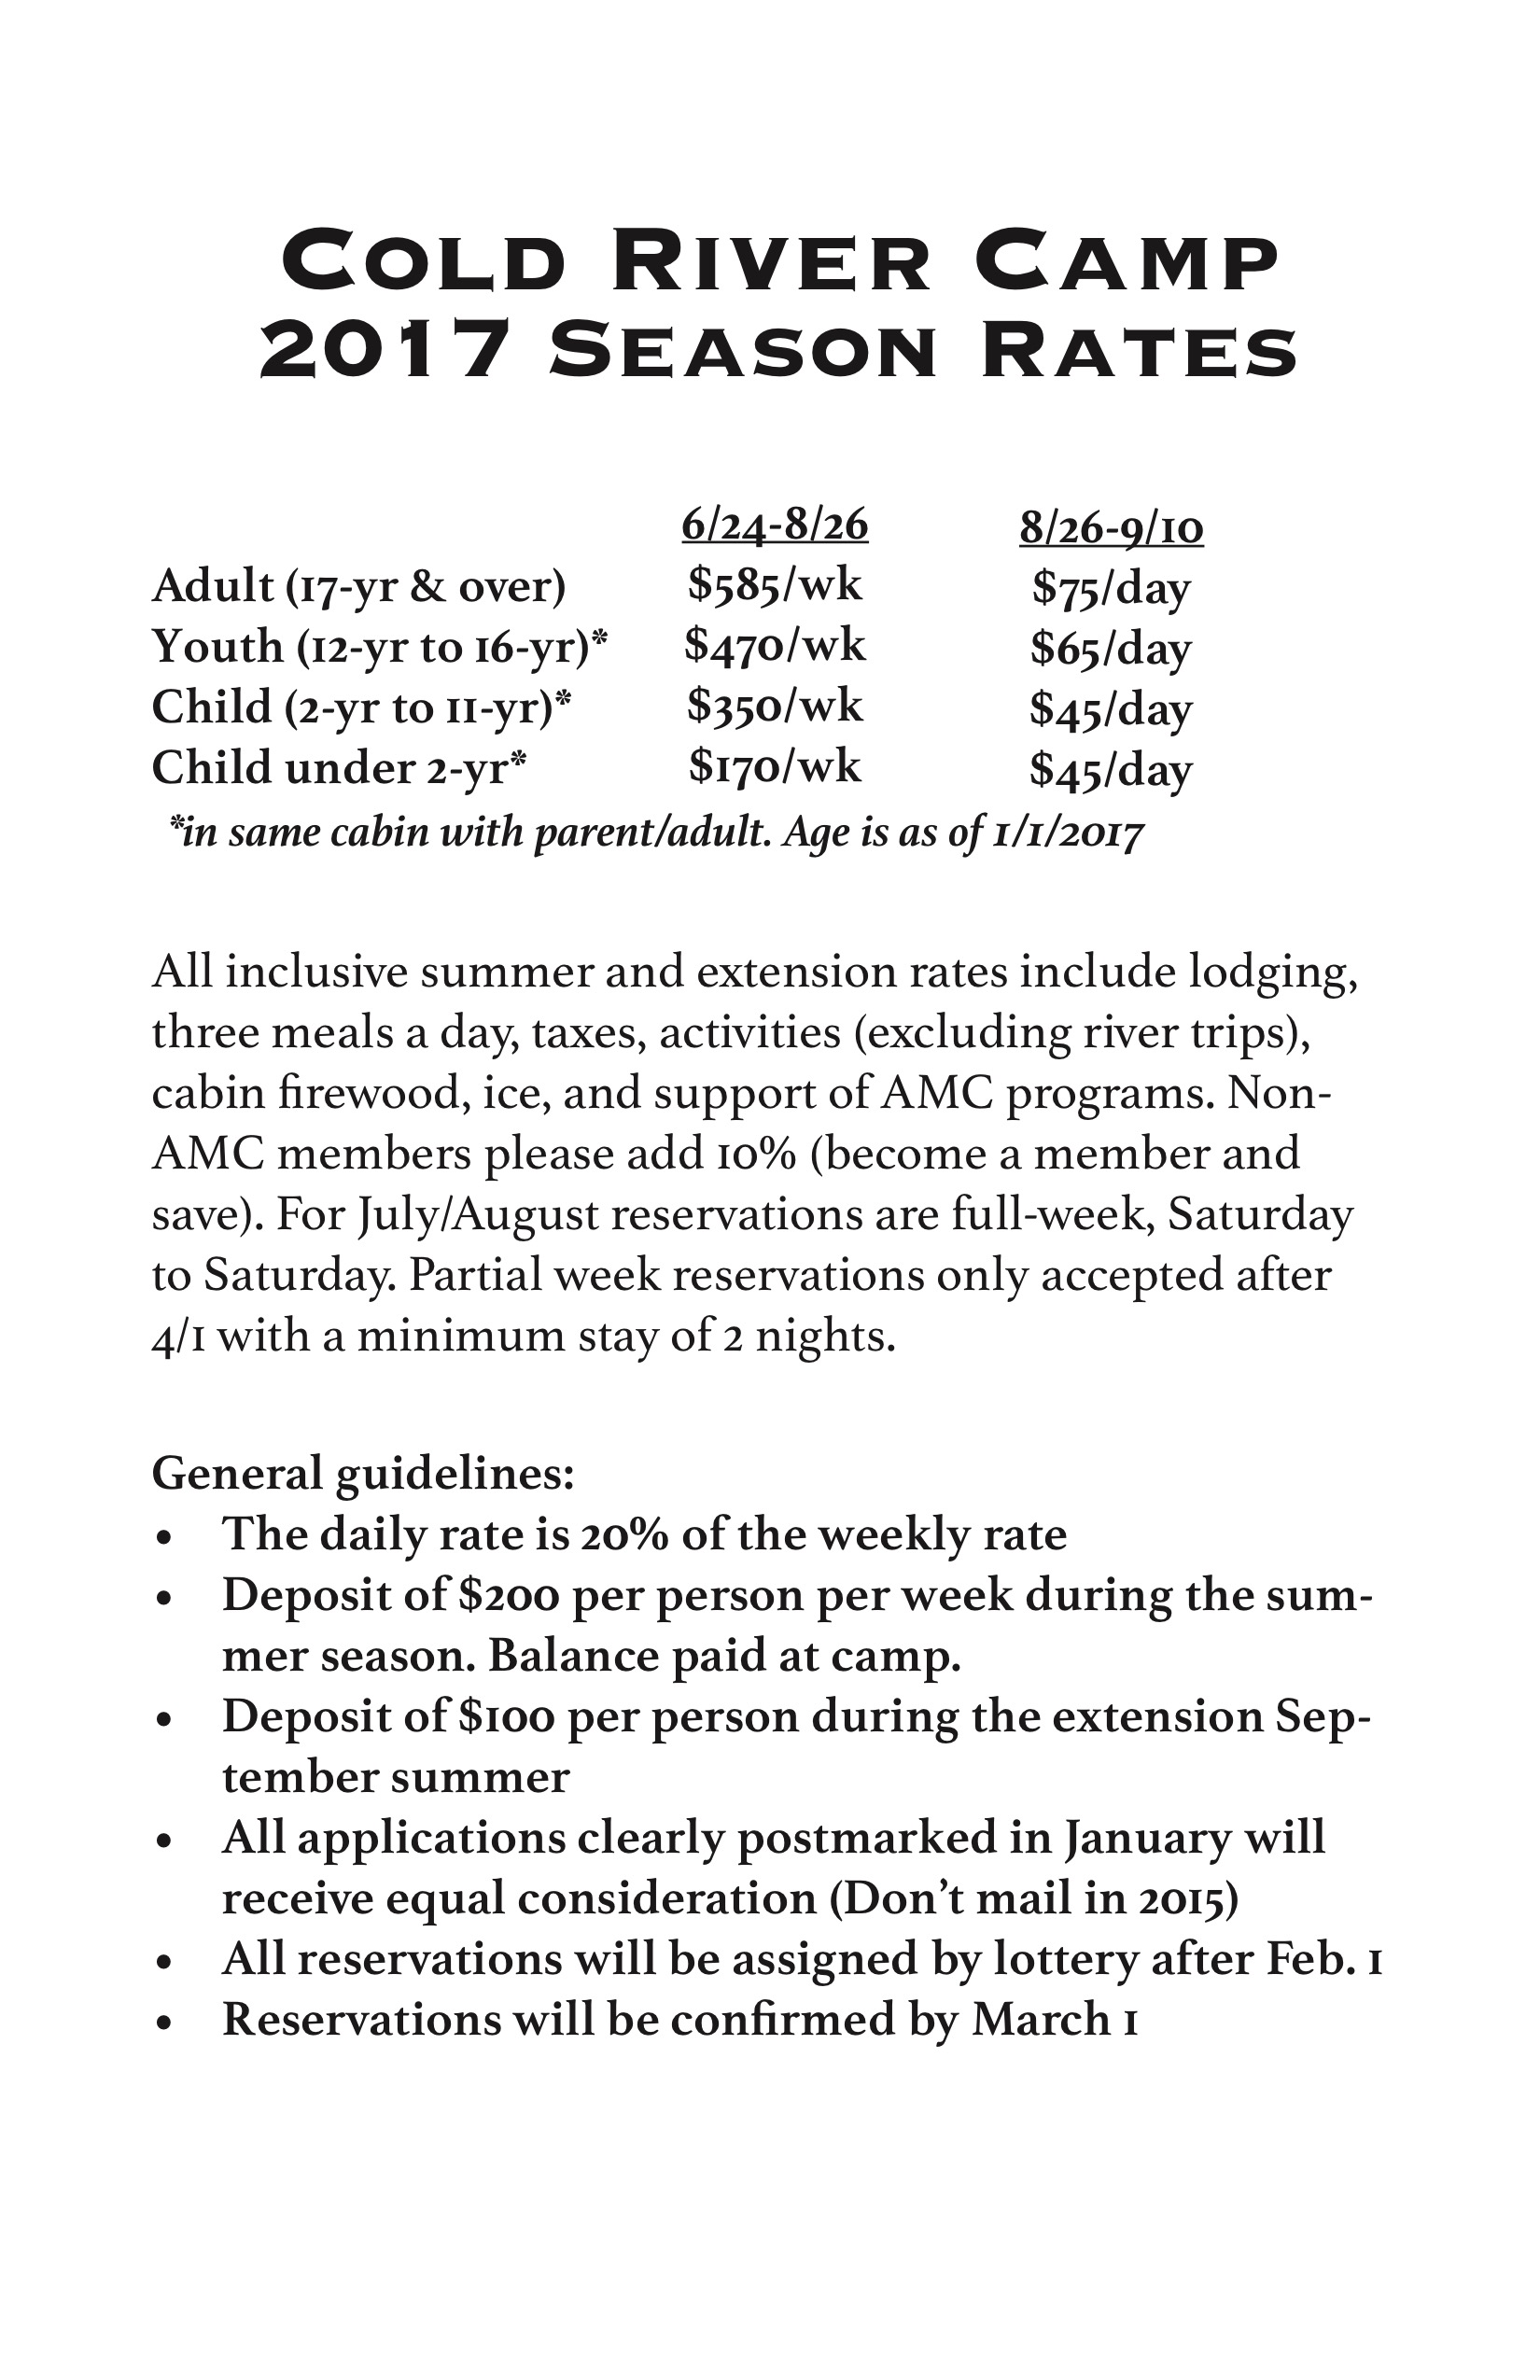 Cold River Camp
2017 Season Rates
6/24-8/26 8/26-9/10
Adult (17-yr & over) $585/wk $75/day
Youth (12-yr to 16-yr)* $470/wk $65/day
Child (2-yr to 11-yr)* $350/wk $45/day
Child under 2-yr* $170/wk $45/day
*in same cabin with parent/adult. Age is as of 1/1/2017
All inclusive summer and extension rates include lodging,
three meals a day, taxes, activities (excluding river trips),
cabin firewood, ice, and support of AMC programs. Non-
AMC members please add 10% (become a member and
save). For July/August reservations are full-week, Saturday
to Saturday. Partial week reservations only accepted after
4/1 with a minimum stay of 2 nights.
General guidelines:
• The daily rate is 20% of the weekly rate
• Deposit of $200 per person per week during the sum-
mer season. Balance paid at camp.
• Deposit of $100 per person during the extension Sep-
tember summer
• All applications clearly postmarked in January will
receive equal consideration (Don't mail in 2015)
• All reservations will be assigned by lottery after Feb. 1
• Reservations will be confirmed by March 1